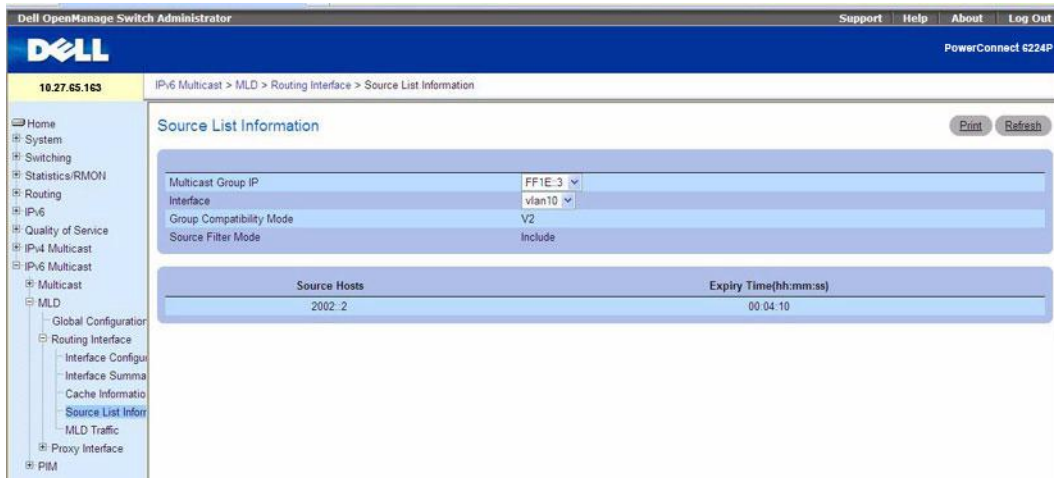 Dell OpenManage Switch Administrator
Support Help About Log Out
DELL
PowerConnect 6224P
10.27.65.163
IPv6 Multicast > MLD > Routing Interface > Source List Information
Home
System
Switching
Statistics/RMON
Routing
IPv6
Quality of Service
IPv4 Multicast
IPv6 Multicast
Multicast
MLD
Global Configuration
Routing Interface
Interface Configu
Interface Summa
Cache Informatio
Source List Inform
MLD Traffic
Proxy Interface
PIM
Source List Information
Print Refresh
Multicast Group IP FF1E::3
Interface vlan10
Group Compatibility Mode V2
Source Filter Mode Include
Source Hosts Expiry Time(hh:mm:ss)
2002::2 00:04:10